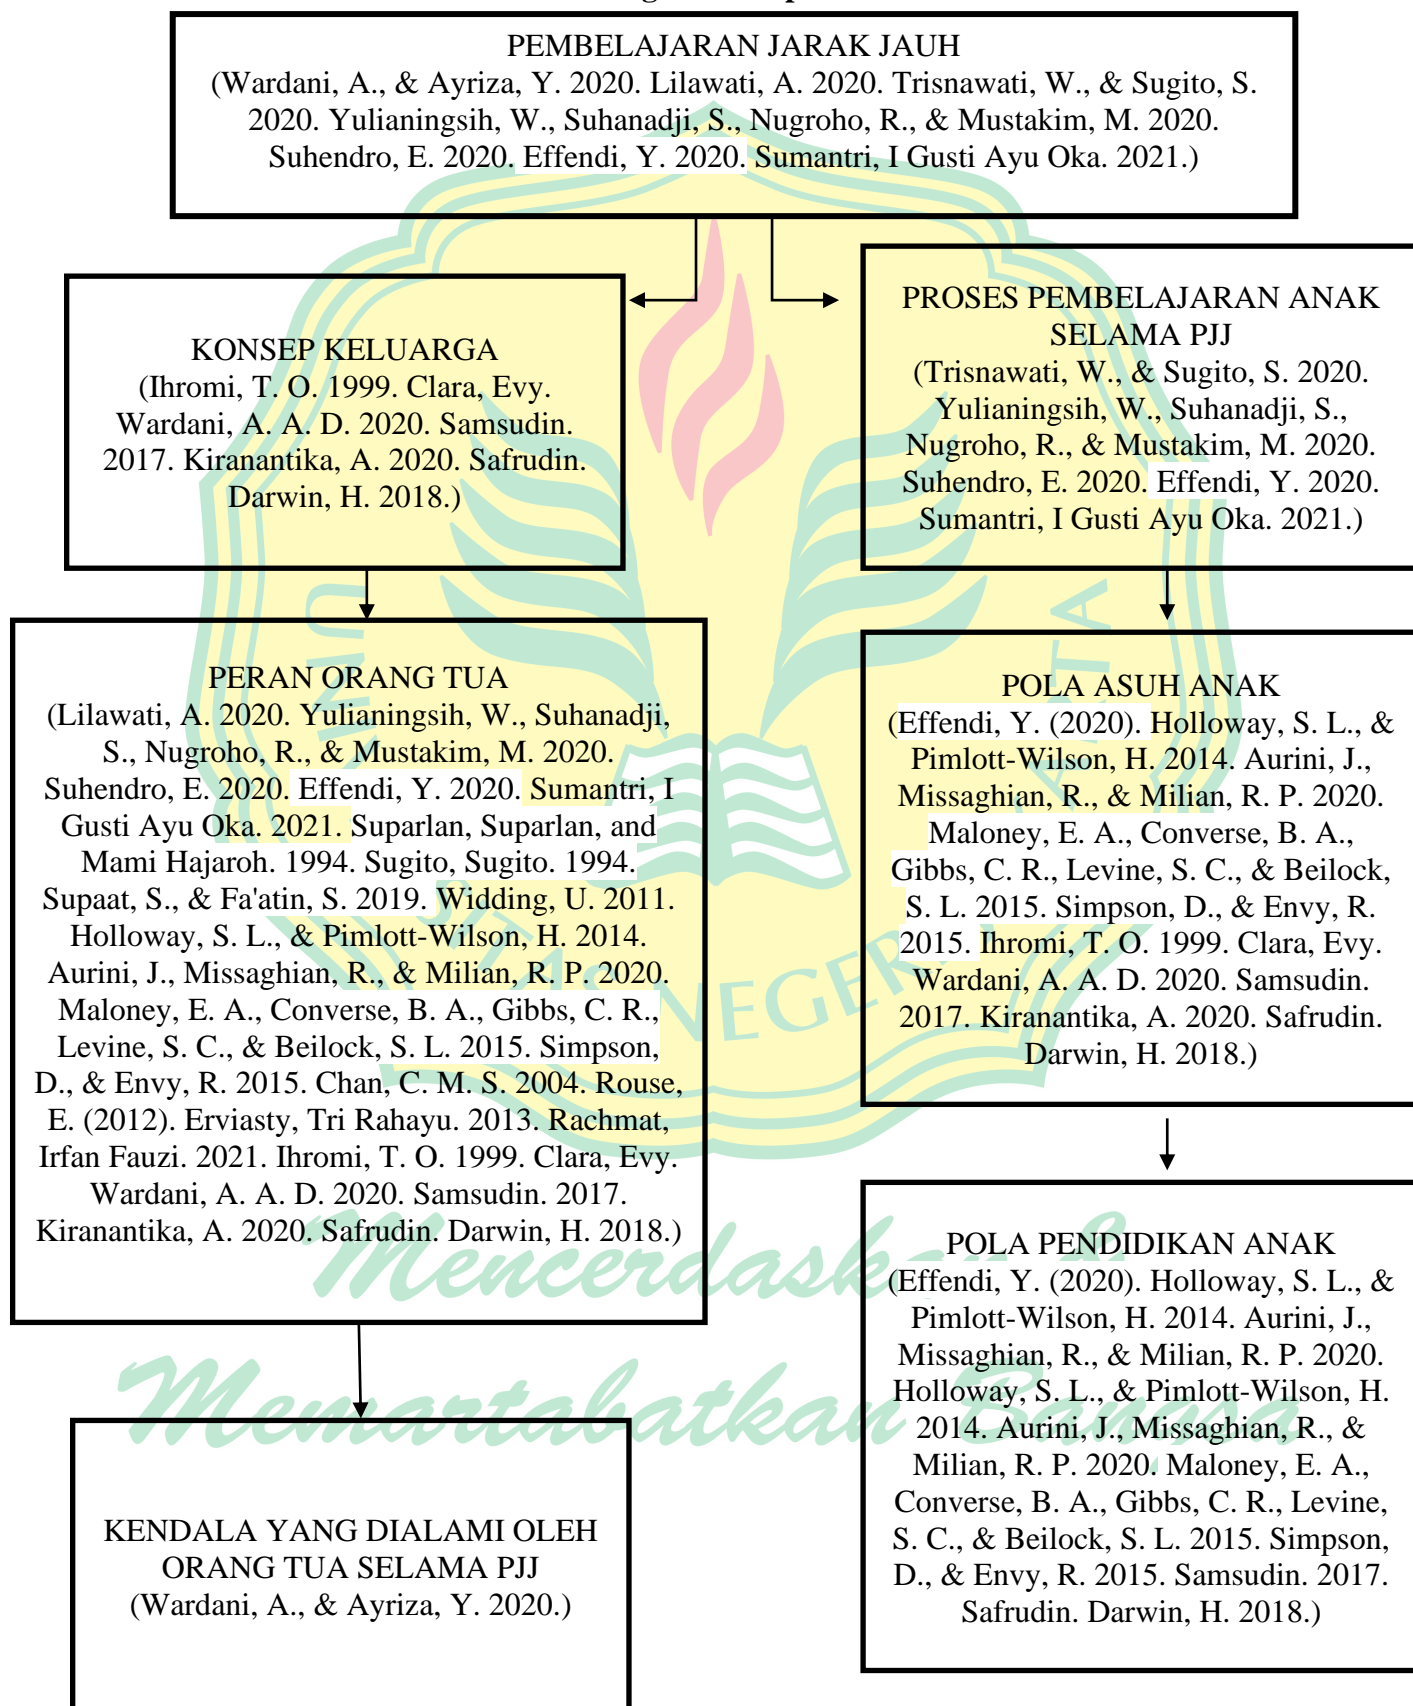 PEMBELAJARAN JARAK JAUH
(Wardani, A., & Ayriza, Y. 2020. Lilawati, A. 2020. Trisnawati, W., & Sugito, S.
2020. Yulianingsih, W., Suhanadji, S., Nugroho, R., & Mustakim, M. 2020.
Suhendro, E. 2020. Effendi, Y. 2020. Sumantri, I Gusti Ayu Oka. 2021.)
KONSEP KELUARGA
(Ihromi, T. O. 1999. Clara, Evy.
Wardani, A. A. D. 2020. Samsudin.
2017. Kiranantika, A. 2020. Safrudin.
Darwin, H. 2018.)
PROSES PEMBELAJARAN ANAK
SELAMA PJJ
(Trisnawati, W., & Sugito, S. 2020.
Yulianingsih, W., Suhanadji, S.,
Nugroho, R., & Mustakim, M. 2020.
Suhendro, E. 2020. Effendi, Y. 2020.
Sumantri, I Gusti Ayu Oka. 2021.)
PERAN ORANG TUA
(Lilawati, A. 2020. Yulianingsih, W., Suhanadji,
S., Nugroho, R., & Mustakim, M. 2020.
Suhendro, E. 2020. Effendi, Y. 2020. Sumantri, I
Gusti Ayu Oka. 2021. Suparlan, Suparlan, and
Mami Hajaroh. 1994. Sugito, Sugito. 1994.
Supaat, S., & Fa'atin, S. 2019. Widding, U. 2011.
Holloway, S. L., & Pimlott-Wilson, H. 2014.
Aurini, J., Missaghian, R., & Milian, R. P. 2020.
Maloney, E. A., Converse, B. A., Gibbs, C. R.,
Levine, S. C., & Beilock, S. L. 2015. Simpson,
D., & Envy, R. 2015. Chan, C. M. S. 2004. Rouse,
E. (2012). Erviasty, Tri Rahayu. 2013. Rachmat,
Irfan Fauzi. 2021. Ihromi, T. O. 1999. Clara, Evy.
Wardani, A. A. D. 2020. Samsudin. 2017.
Kiranantika, A. 2020. Safrudin. Darwin, H. 2018.)
POLA ASUH ANAK
(Effendi, Y. (2020). Holloway, S. L., &
Pimlott-Wilson, H. 2014. Aurini, J.,
Missaghian, R., & Milian, R. P. 2020.
Maloney, E. A., Converse, B. A.,
Gibbs, C. R., Levine, S. C., & Beilock,
S. L. 2015. Simpson, D., & Envy, R.
2015. Ihromi, T. O. 1999. Clara, Evy.
Wardani, A. A. D. 2020. Samsudin.
2017. Kiranantika, A. 2020. Safrudin.
Darwin, H. 2018.)
POLA PENDIDIKAN ANAK
(Effendi, Y. (2020). Holloway, S. L., &
Pimlott-Wilson, H. 2014. Aurini, J.,
Missaghian, R., & Milian, R. P. 2020.
Holloway, S. L., & Pimlott-Wilson, H.
2014. Aurini, J., Missaghian, R., &
Milian, R. P. 2020. Maloney, E. A.,
Converse, B. A., Gibbs, C. R., Levine,
S. C., & Beilock, S. L. 2015. Simpson,
D., & Envy, R. 2015. Samsudin. 2017.
Safrudin. Darwin, H. 2018.)
KENDALA YANG DIALAMI OLEH
ORANG TUA SELAMA PJJ
(Wardani, A., & Ayriza, Y. 2020.)
Memartabatkan Bangsa